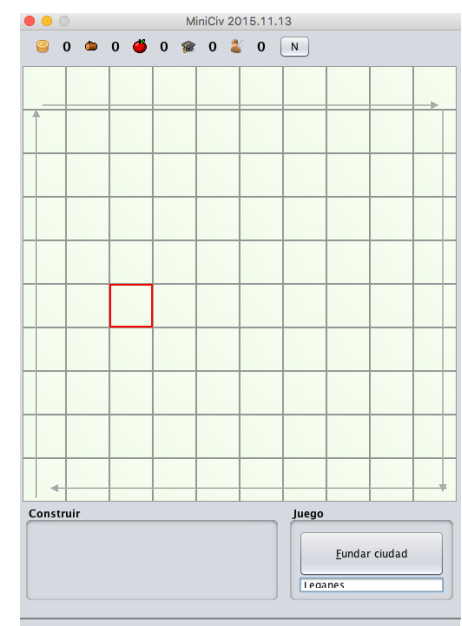 MiniCiv 2015.11.13
0 0 0 0 0 N
Construir
Juego
Fundar ciudad
Leganes